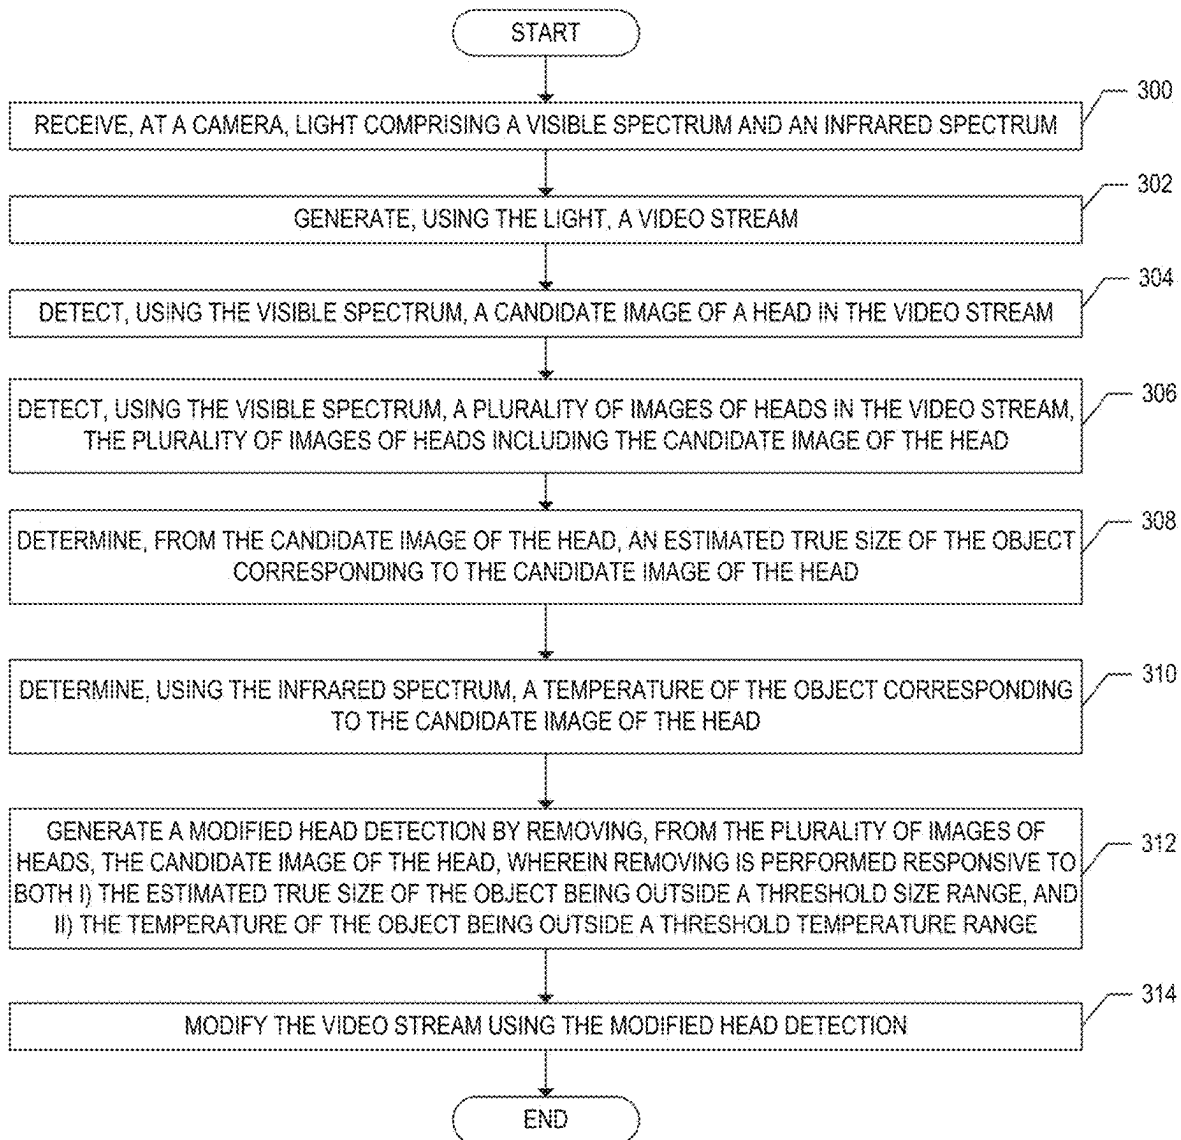 START
300
RECEIVE, AT A CAMERA, LIGHT COMPRISING A VISIBLE SPECTRUM AND AN INFRARED SPECTRUM
302
GENERATE, USING THE LIGHT, A VIDEO STREAM
304
DETECT, USING THE VISIBLE SPECTRUM, A CANDIDATE IMAGE OF A HEAD IN THE VIDEO STREAM
306
DETECT, USING THE VISIBLE SPECTRUM, A PLURALITY OF IMAGES OF HEADS IN THE VIDEO STREAM,
THE PLURALITY OF IMAGES OF HEADS INCLUDING THE CANDIDATE IMAGE OF THE HEAD
308
DETERMINE, FROM THE CANDIDATE IMAGE OF THE HEAD, AN ESTIMATED TRUE SIZE OF THE OBJECT
CORRESPONDING TO THE CANDIDATE IMAGE OF THE HEAD
310
DETERMINE, USING THE INFRARED SPECTRUM, A TEMPERATURE OF THE OBJECT CORRESPONDING
TO THE CANDIDATE IMAGE OF THE HEAD
312
GENERATE A MODIFIED HEAD DETECTION BY REMOVING, FROM THE PLURALITY OF IMAGES OF
HEADS, THE CANDIDATE IMAGE OF THE HEAD, WHEREIN REMOVING IS PERFORMED RESPONSIVE TO
BOTH I) THE ESTIMATED TRUE SIZE OF THE OBJECT BEING OUTSIDE A THRESHOLD SIZE RANGE, AND
II) THE TEMPERATURE OF THE OBJECT BEING OUTSIDE A THRESHOLD TEMPERATURE RANGE
314
MODIFY THE VIDEO STREAM USING THE MODIFIED HEAD DETECTION
END